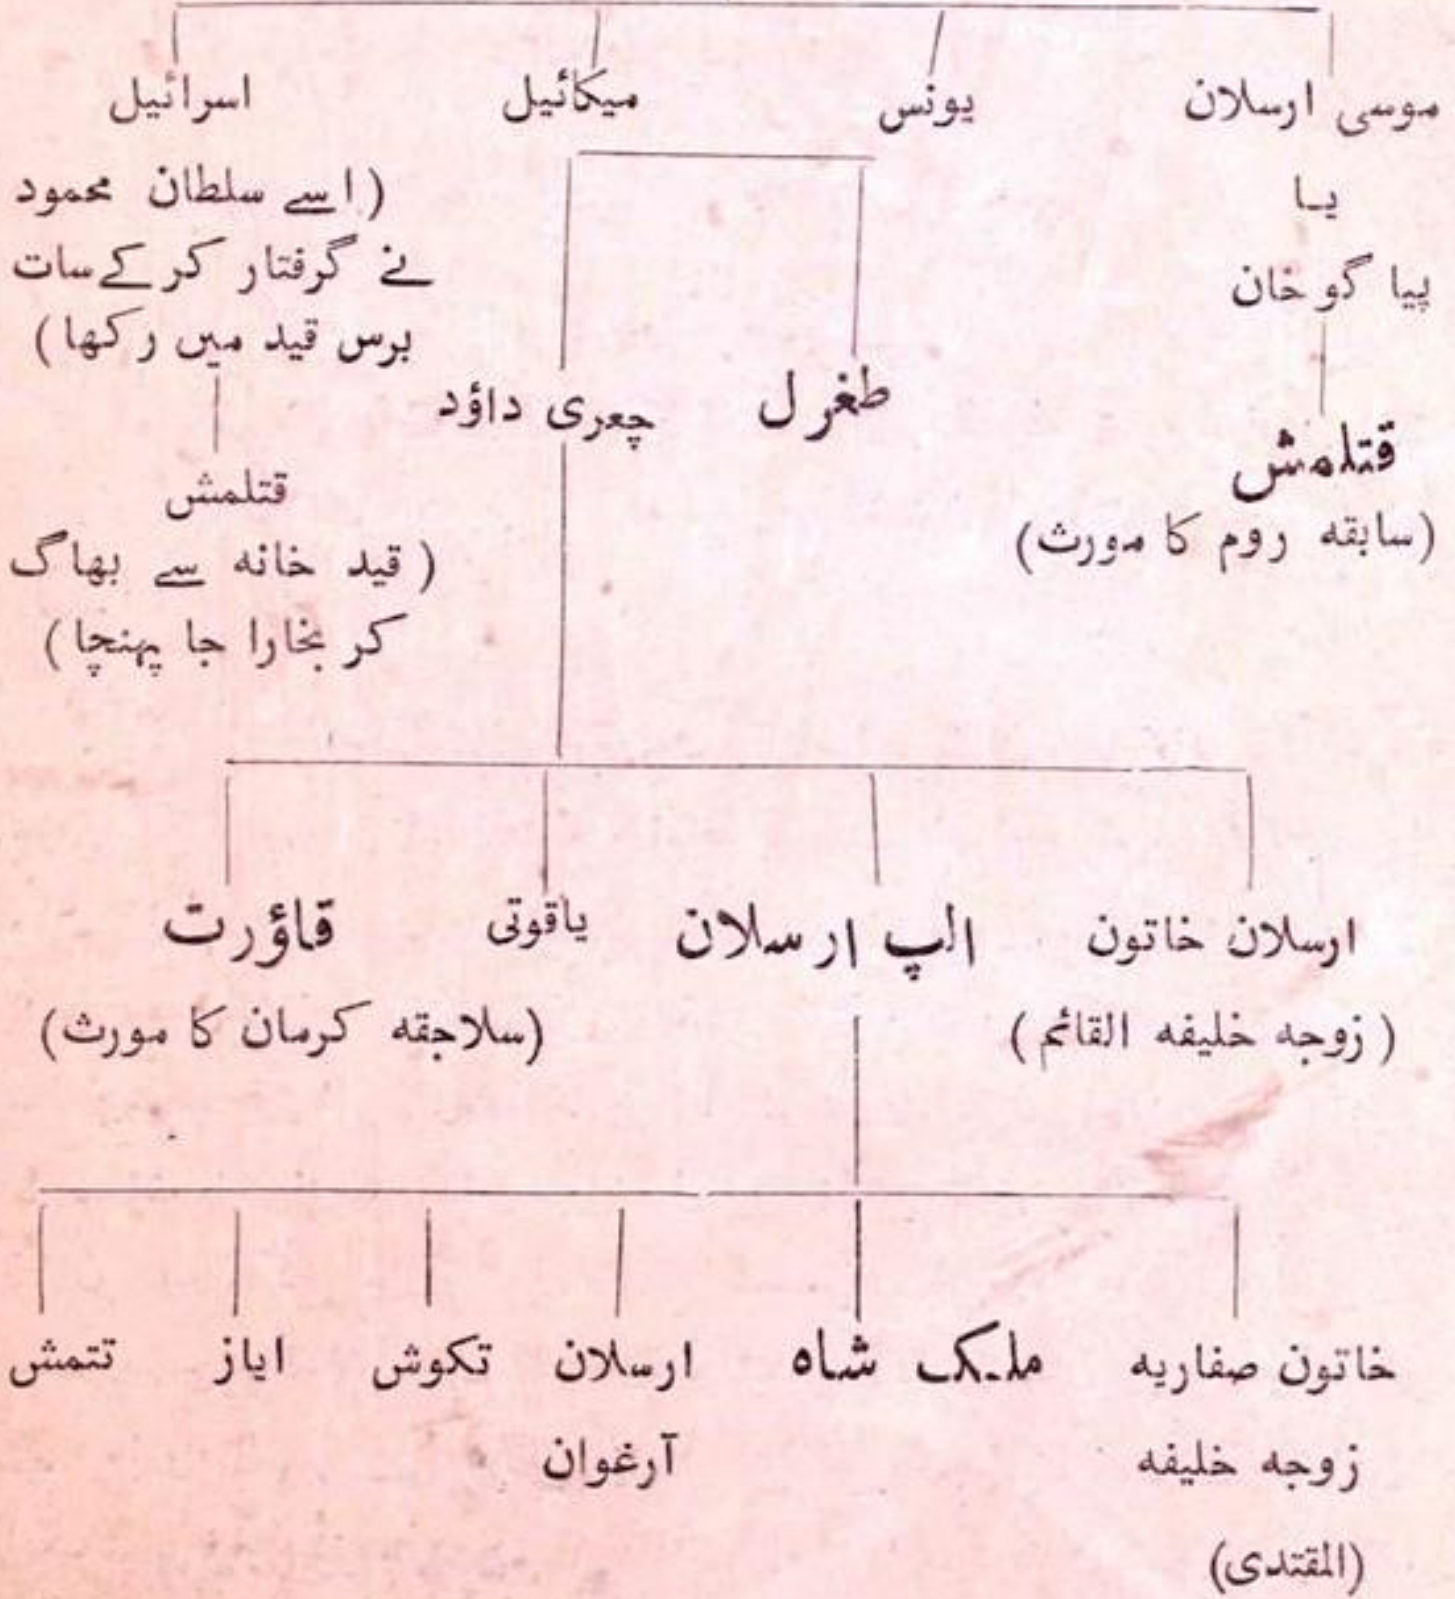 موسی ارسلان یونس میکائیل اسرائیل
یا
پیا گو خان
(اسے سلطان محمود
نے گرفتار کر کے سات
برس قید میں رکھا)
قتلمش
(سابقہ روم کا مورث)
طغرل چعری داؤد
قتلمش
(قید خانہ سے بھاگ
کر بخارا جا پہنچا)
ارسلان خاتون الپ ارسلان یاقوتی قاؤرت
(زوجہ خلیفہ القائم) (سلاجقہ کرمان کا مورث)
خاتون صفاریہ ملک شاہ ارسلان تکوش ایاز تتمش
زوجہ خلیفہ آرغوان
(المقتدی)